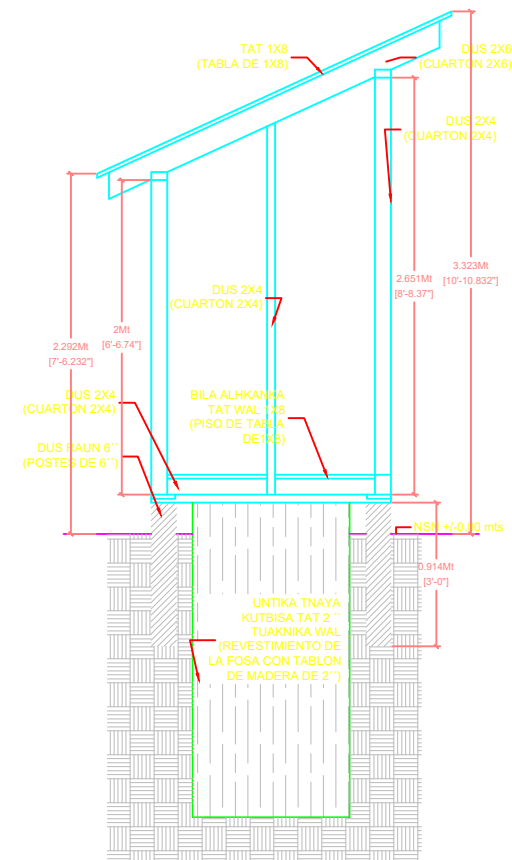 TAT 1X8
(TABLA DE 1X8)
DUS 2X6
(CUARTON 2X6)
DUS 2X4
(CUARTON 2X4)
3.323Mt
[10'-10.832"]
2.651Mt
[8'-8.37"]
DUS 2X4
(CUARTON 2X4)
2Mt
[6'-6.74"]
2.292Mt
[7'-6.232"]
DUS 2X4
(CUARTON 2X4)
BILA ALHKANKA
TAT WAL 1X8
(PISO DE TABLA
DE1X8)
DUS RAUN 6''
(POSTES DE 6'')
NSN +/-0.00 mts
0.914Mt
[3'-0"]
UNTIKA TNAYA
KUTBISA TAT 2 ''
TUAKNIKA WAL
(REVESTIMIENTO DE
LA FOSA CON TABLON
DE MADERA DE 2'')